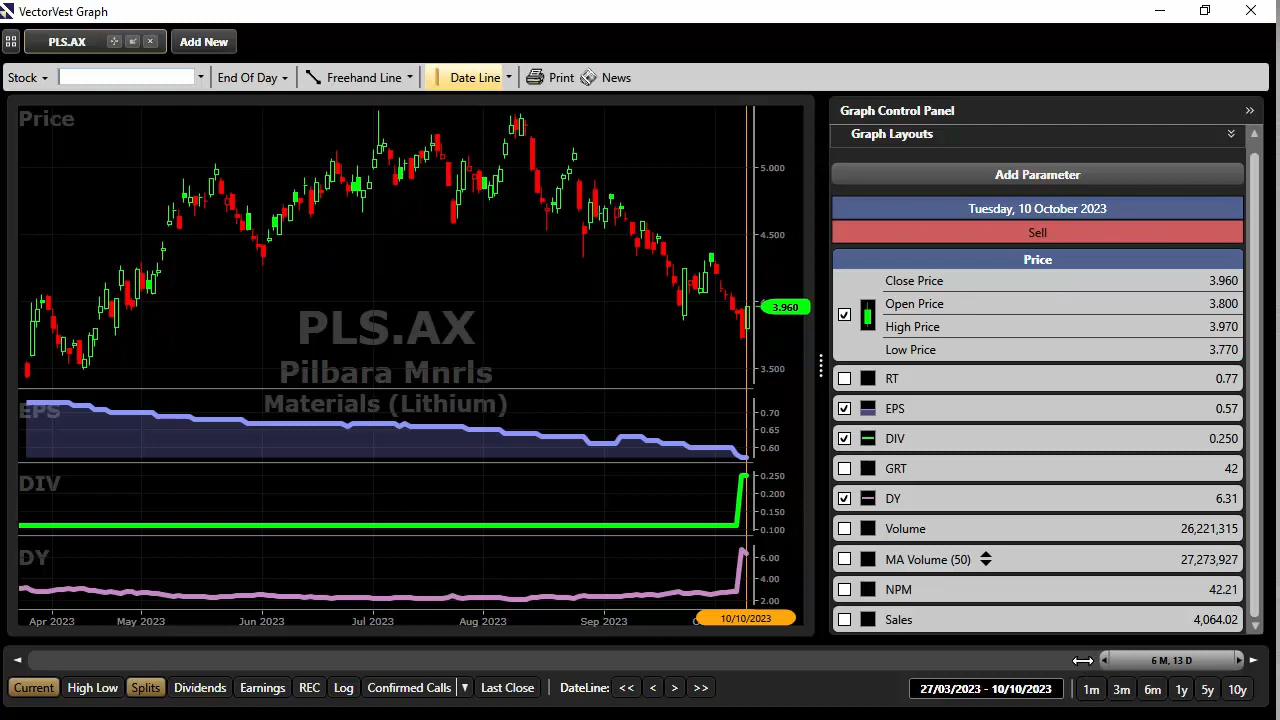 VectorVest Graph
PLS.AX
Add New
Stock
End Of Day
Freehand Line
Date Line
Print
News
Price
5.000
4.500
3.960
3.500
PLS.AX
Pilbara Mnrls
Materials (Lithium)
EPS
0.70
0.65
0.60
DIV
0.250
0.200
0.150
0.100
DY
6.00
4.00
2.00
Apr 2023 May 2023 Jun 2023 Jul 2023 Aug 2023 Sep 2023 10/10/2023
Graph Control Panel
Graph Layouts
Add Parameter
Tuesday, 10 October 2023
Sell
Price
Close Price 3.960
Open Price 3.800
High Price 3.970
Low Price 3.770
RT 0.77
EPS 0.57
DIV 0.250
GRT 42
DY 6.31
Volume 26,221,315
MA Volume (50) 27,273,927
NPM 42.21
Sales 4,064.02
6 M, 13 D
Current High Low Splits Dividends Earnings REC Log Confirmed Calls Last Close DateLine: << < > >> 27/03/2023 - 10/10/2023 1m 3m 6m 1y 5y 10y